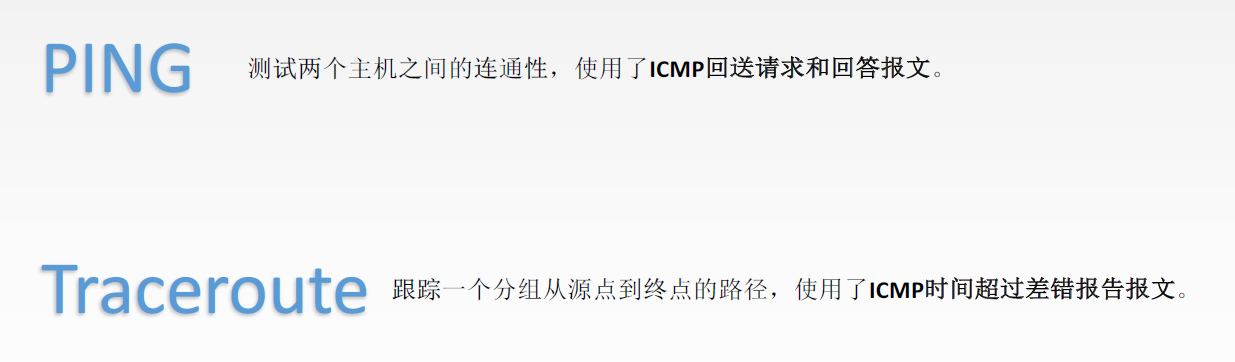 PING 测试两个主机之间的连通性，使用了ICMP回送请求和回答报文。
Traceroute 跟踪一个分组从源点到终点的路径，使用了ICMP时间超过差错报告报文。